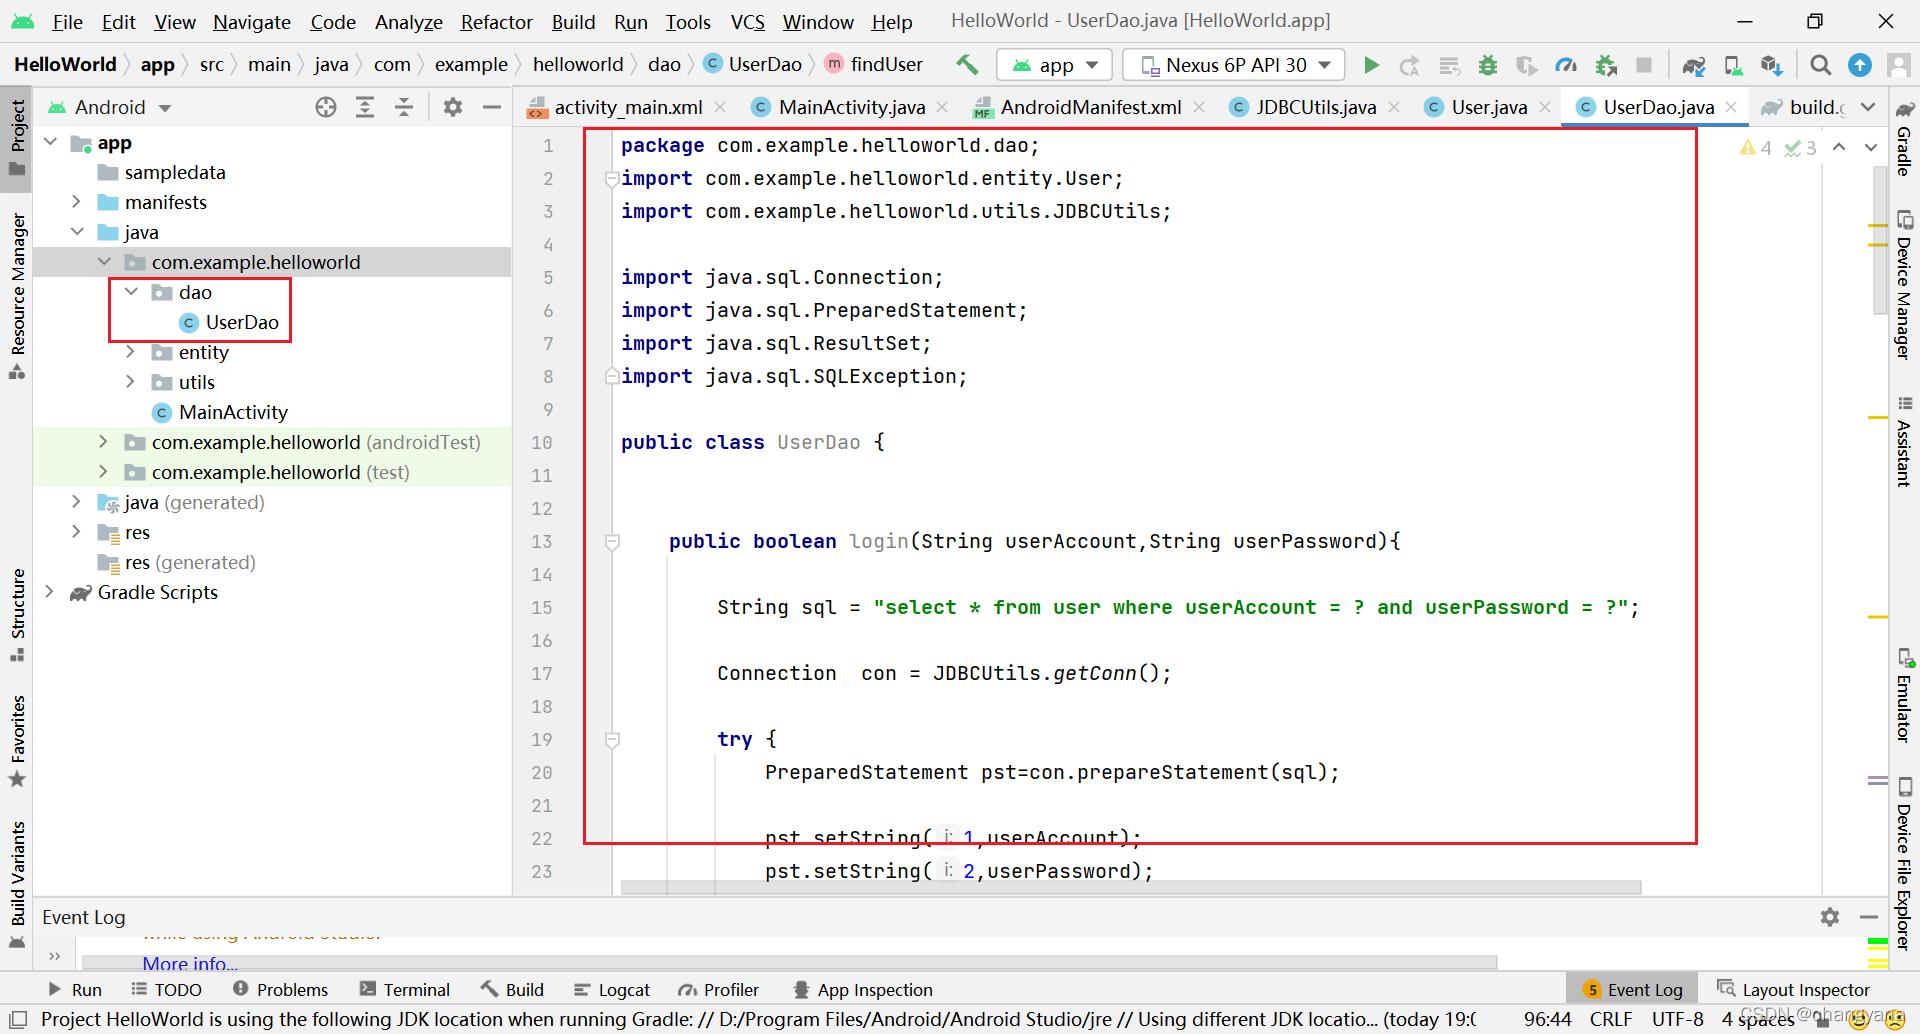 File Edit View Navigate Code Analyze Refactor Build Run Tools VCS Window Help HelloWorld - UserDao.java [HelloWorld.app]
HelloWorld app src main java com example helloworld dao UserDao findUser app Nexus 6P API 30
Project
Resource Manager
Structure
Favorites
Build Variants
Android
app
sampledata
manifests
java
com.example.helloworld
dao
UserDao
entity
utils
MainActivity
com.example.helloworld (androidTest)
com.example.helloworld (test)
java (generated)
res
res (generated)
Gradle Scripts
activity_main.xml MainActivity.java AndroidManifest.xml JDBCUtils.java User.java UserDao.java build.g
4 3
1 package com.example.helloworld.dao;
2 import com.example.helloworld.entity.User;
3 import com.example.helloworld.utils.JDBCUtils;
4
5 import java.sql.Connection;
6 import java.sql.PreparedStatement;
7 import java.sql.ResultSet;
8 import java.sql.SQLException;
9
10 public class UserDao {
11
12
13 public boolean login(String userAccount,String userPassword){
14
15 String sql = "select * from user where userAccount = ? and userPassword = ?";
16
17 Connection  con = JDBCUtils.getConn();
18
19 try {
20 PreparedStatement pst=con.prepareStatement(sql);
21
22 pst.setString( i: 1,userAccount);
23 pst.setString( i: 2,userPassword);
Gradle
Device Manager
Assistant
Emulator
Device File Explorer
Event Log
while using Android Studio.
More info...
Run TODO Problems Terminal Build Logcat Profiler App Inspection 5 Event Log Layout Inspector
Project HelloWorld is using the following JDK location when running Gradle: // D:/Program Files/Android/Android Studio/jre // Using different JDK locatio... (today 19:0 96:44 CRLF UTF-8 4 spaces